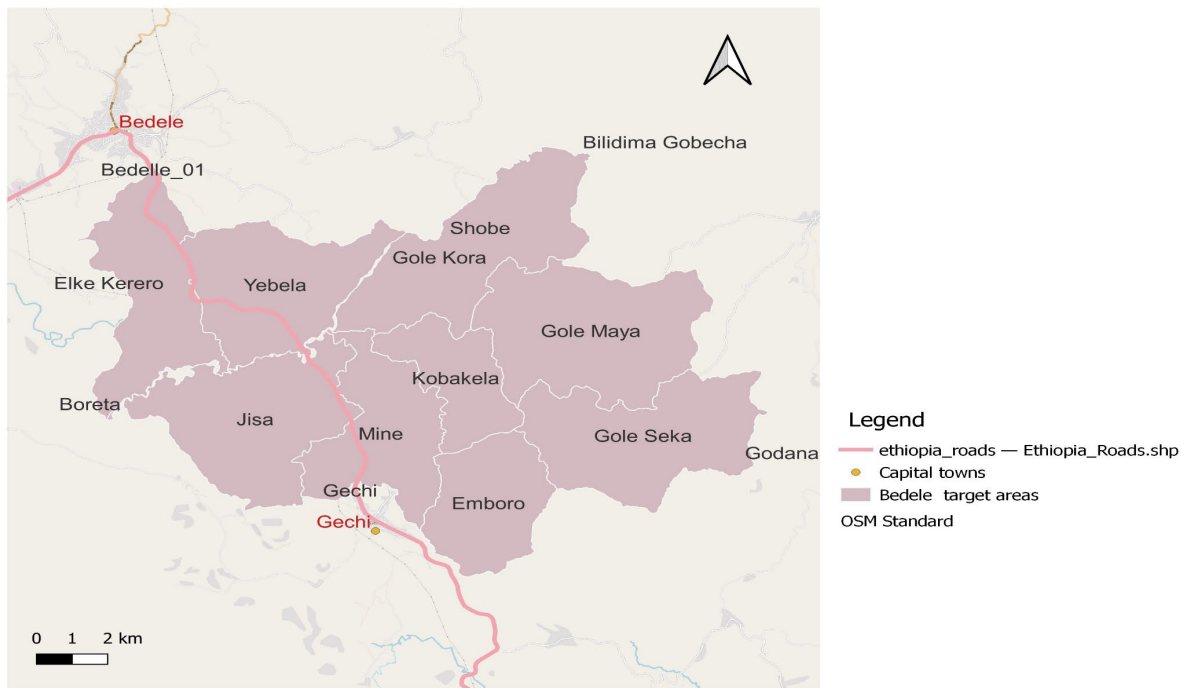 Bedele
Bilidima Gobecha
Bedelle_01
Shobe
Gole Kora
Elke Kerero
Yebela
Gole Maya
Kobakela
Boreta
Jisa
Mine
Gole Seka
Godana
Gechi
Emboro
Gechi
0 1 2 km
Legend
ethiopia_roads — Ethiopia_Roads.shp
Capital towns
Bedele target areas
OSM Standard